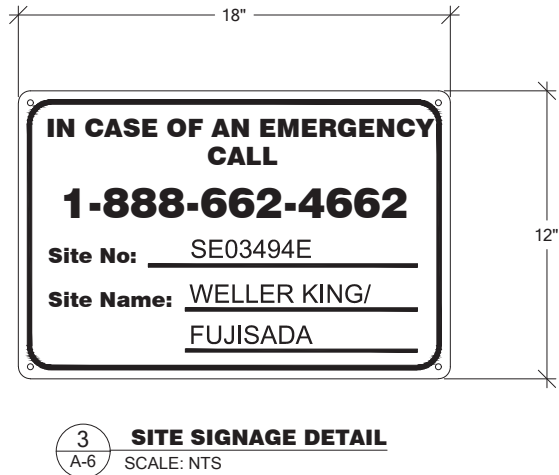 18"
IN CASE OF AN EMERGENCY
CALL
1-888-662-4662
12"
Site No: SE03494E
Site Name: WELLER KING/
FUJISADA
3 SITE SIGNAGE DETAIL
A-6 SCALE: NTS